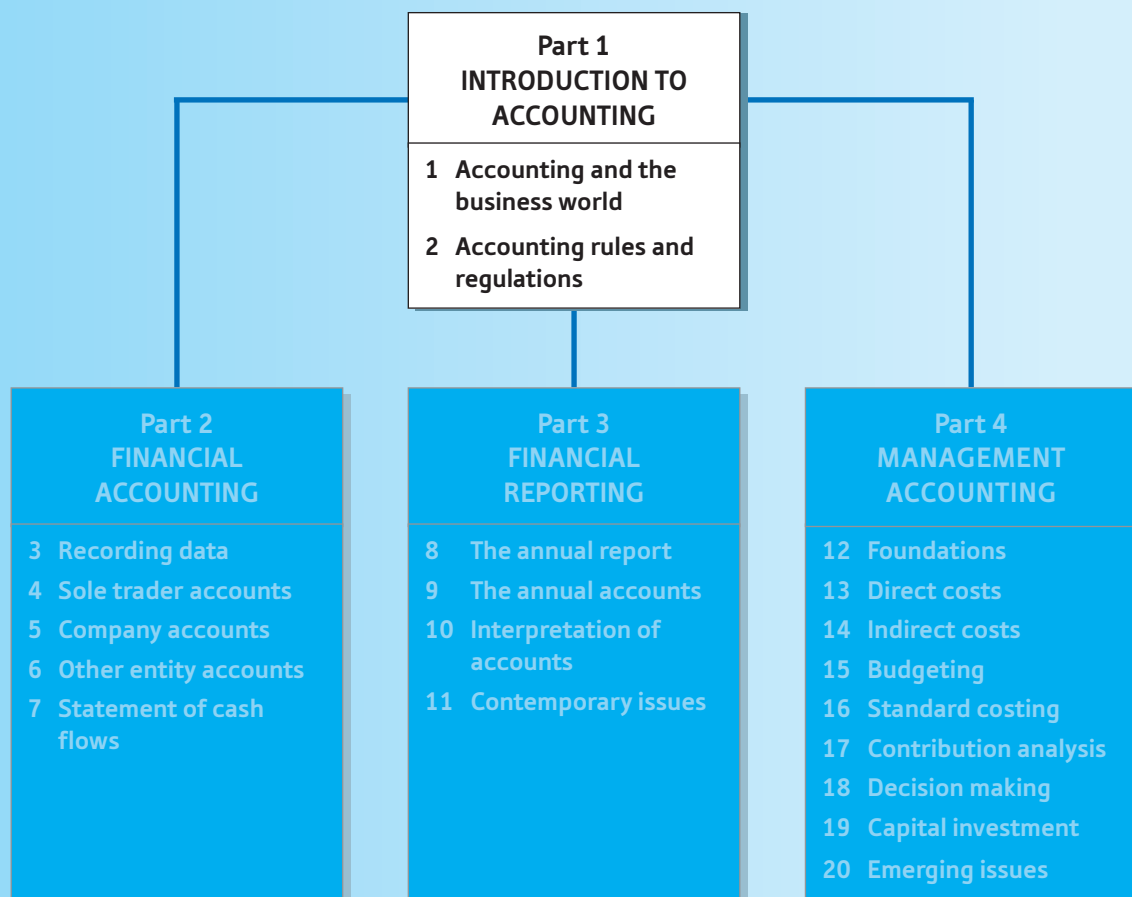 Part 1
INTRODUCTION TO
ACCOUNTING
1 Accounting and the
business world
2 Accounting rules and
regulations
Part 2
FINANCIAL
ACCOUNTING
3 Recording data
4 Sole trader accounts
5 Company accounts
6 Other entity accounts
7 Statement of cash
flows
Part 3
FINANCIAL
REPORTING
8 The annual report
9 The annual accounts
10 Interpretation of
accounts
11 Contemporary issues
Part 4
MANAGEMENT
ACCOUNTING
12 Foundations
13 Direct costs
14 Indirect costs
15 Budgeting
16 Standard costing
17 Contribution analysis
18 Decision making
19 Capital investment
20 Emerging issues